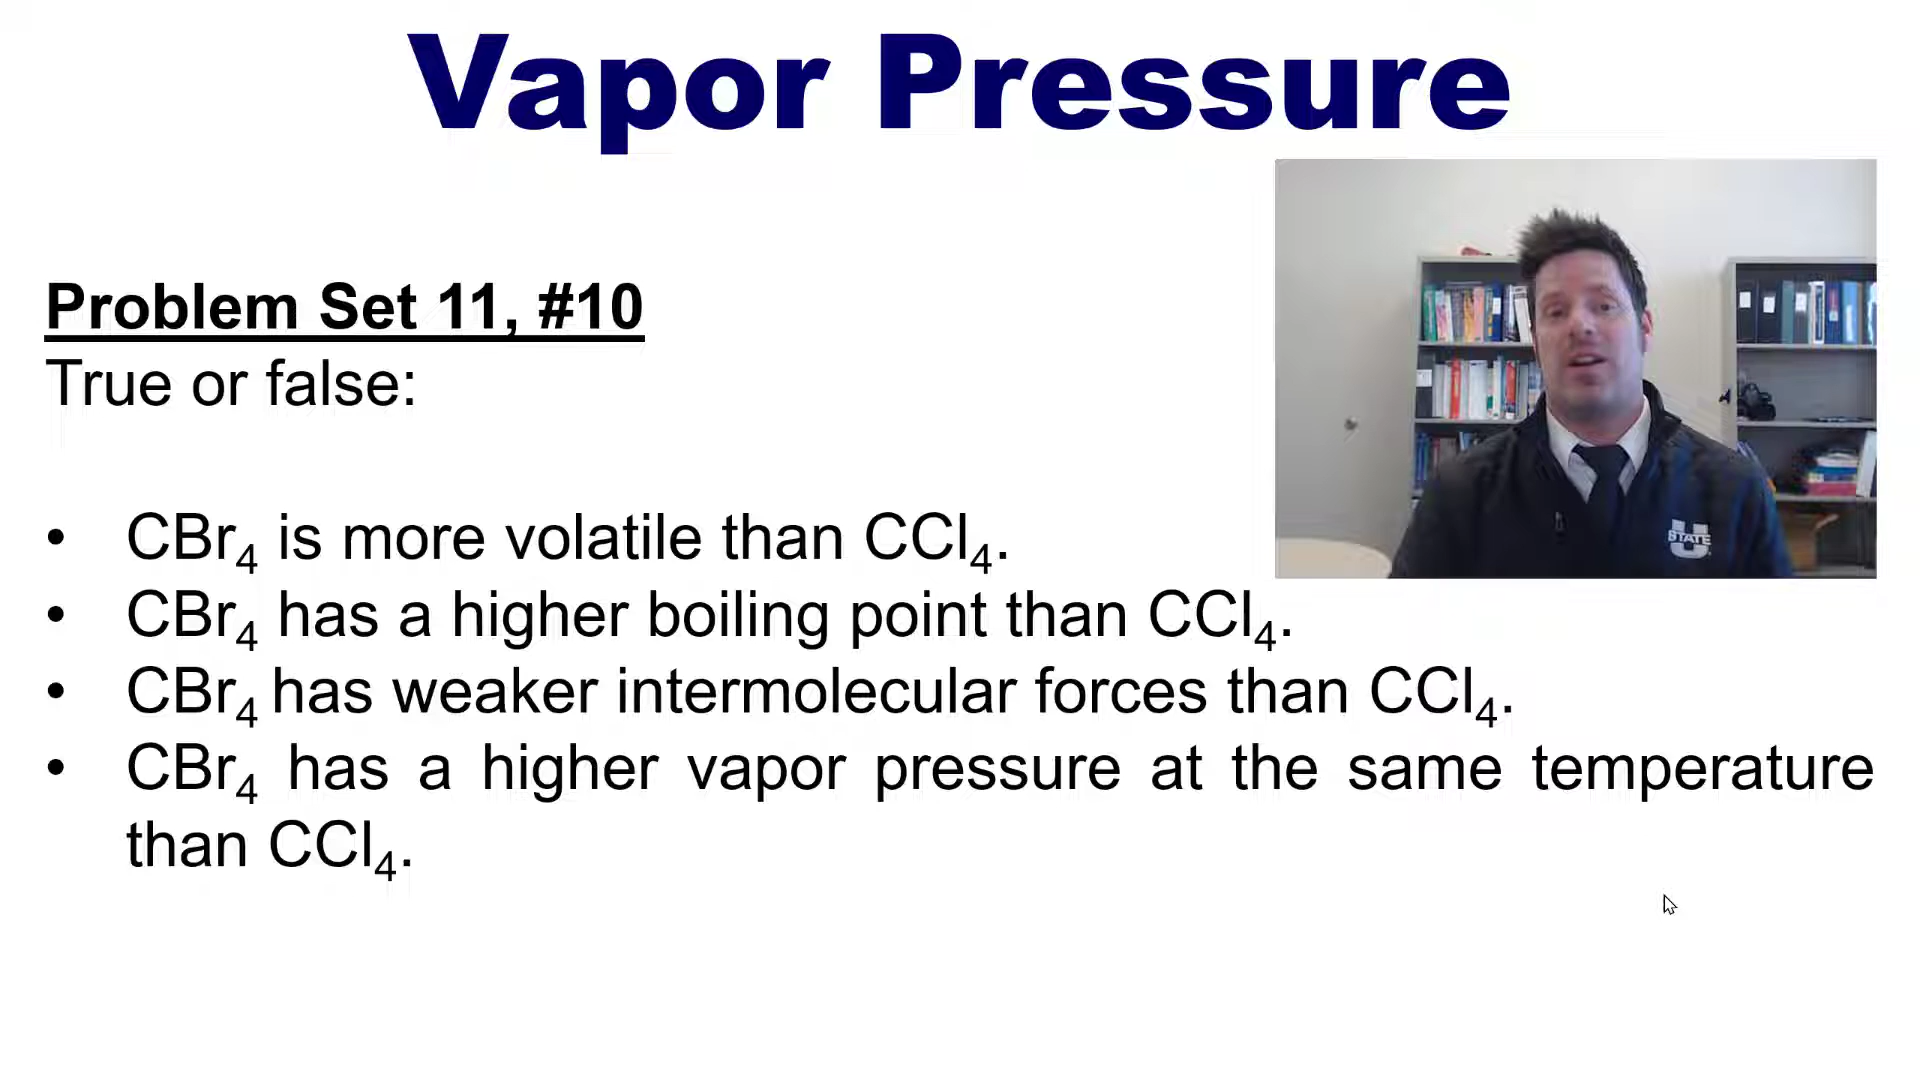 Vapor Pressure
Problem Set 11, #10
True or false:
• CBr₄ is more volatile than CCl₄.
• CBr₄ has a higher boiling point than CCl₄.
• CBr₄ has weaker intermolecular forces than CCl₄.
• CBr₄ has a higher vapor pressure at the same temperature
than CCl₄.
U STATE